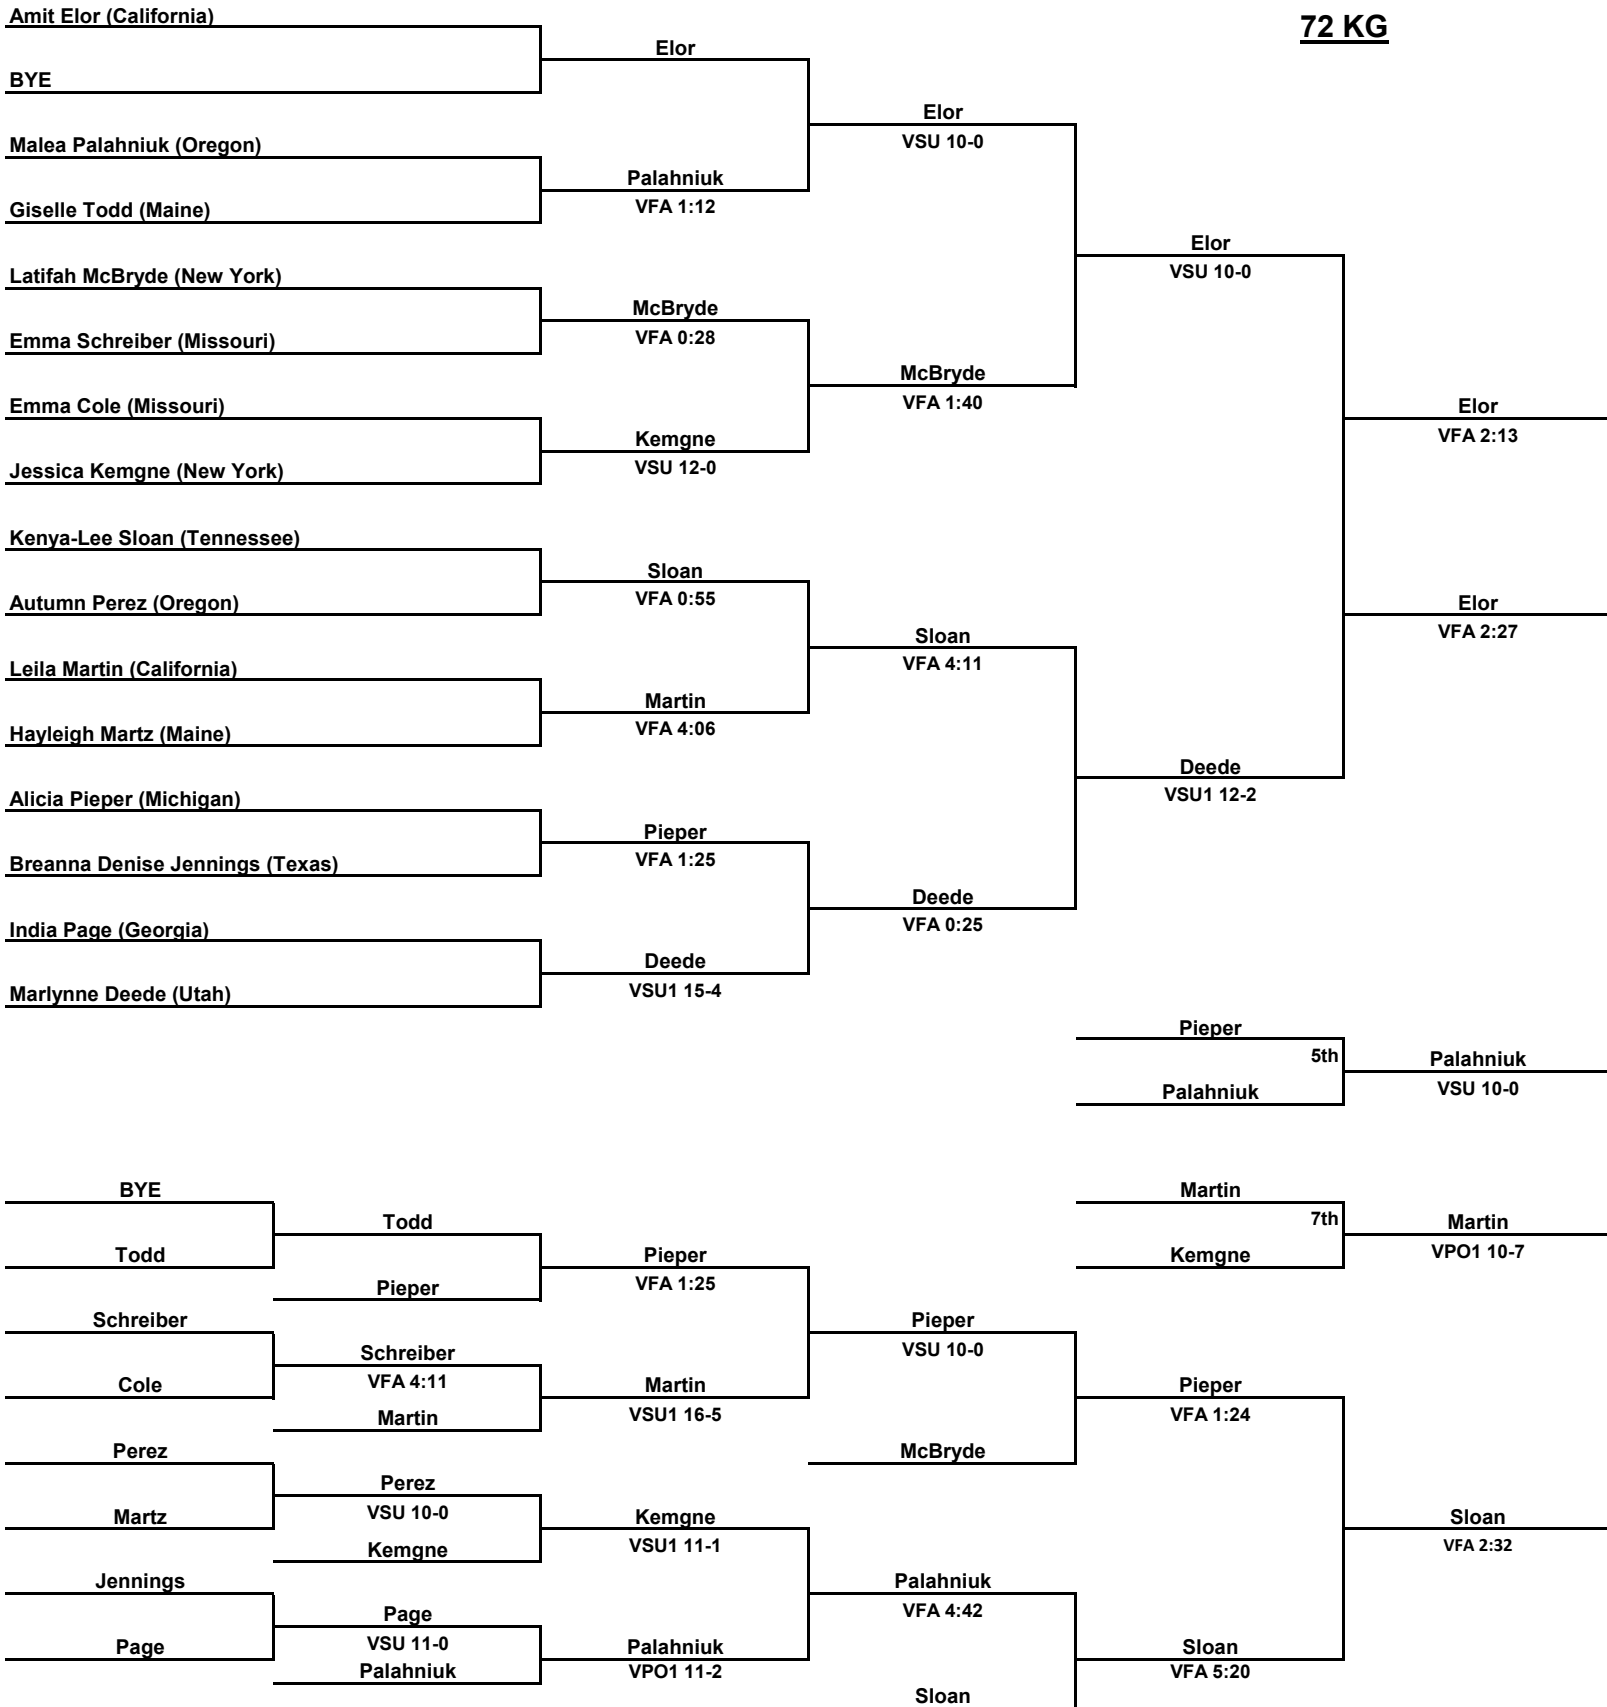 Amit Elor (California)
72 KG
Elor
BYE
Elor
VSU 10-0
Malea Palahniuk (Oregon)
Palahniuk
VFA 1:12
Giselle Todd (Maine)
Elor
VSU 10-0
Latifah McBryde (New York)
McBryde
VFA 0:28
Emma Schreiber (Missouri)
McBryde
VFA 1:40
Emma Cole (Missouri)
Elor
VFA 2:13
Kemgne
VSU 12-0
Jessica Kemgne (New York)
Kenya-Lee Sloan (Tennessee)
Sloan
VFA 0:55
Autumn Perez (Oregon)
Elor
VFA 2:27
Sloan
VFA 4:11
Leila Martin (California)
Martin
VFA 4:06
Hayleigh Martz (Maine)
Deede
VSU1 12-2
Alicia Pieper (Michigan)
Pieper
VFA 1:25
Breanna Denise Jennings (Texas)
Deede
VFA 0:25
India Page (Georgia)
Deede
VSU1 15-4
Marlynne Deede (Utah)
Pieper
5th
Palahniuk
VSU 10-0
Palahniuk
BYE
Martin
Todd
7th
Martin
VPO1 10-7
Todd
Pieper
VFA 1:25
Kemgne
Pieper
Schreiber
Pieper
VSU 10-0
Schreiber
VFA 4:11
Cole
Martin
VSU1 16-5
Pieper
VFA 1:24
Martin
Perez
McBryde
Perez
VSU 10-0
Martz
Kemgne
VSU1 11-1
Sloan
VFA 2:32
Kemgne
Jennings
Palahniuk
VFA 4:42
Page
VSU 11-0
Page
Palahniuk
VPO1 11-2
Sloan
VFA 5:20
Palahniuk
Sloan